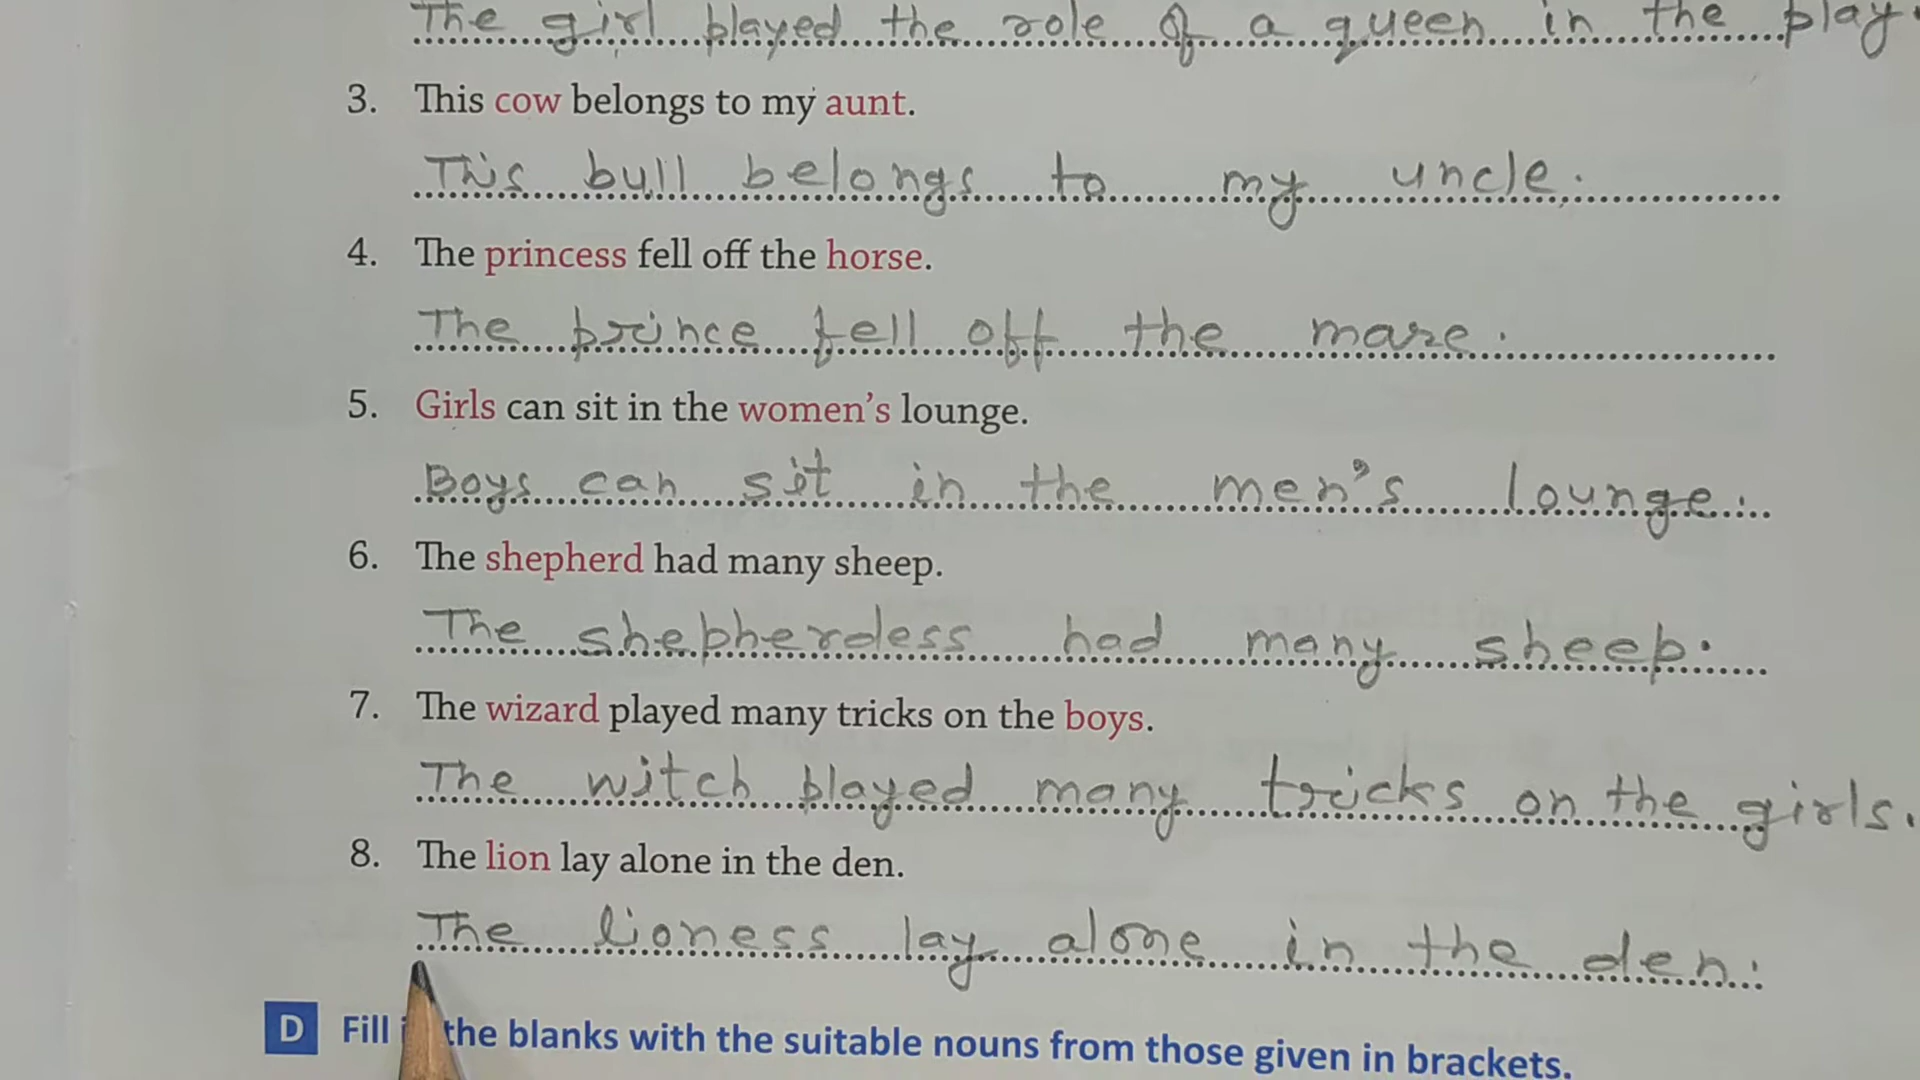 The girl played the role of a queen in the play.
3. This cow belongs to my aunt.
This bull belongs to my uncle.
4. The princess fell off the horse.
The prince fell off the mare.
5. Girls can sit in the women's lounge.
Boys can sit in the men's lounge.
6. The shepherd had many sheep.
The shepherdess had many sheep.
7. The wizard played many tricks on the boys.
The witch played many tricks on the girls.
8. The lion lay alone in the den.
The lioness lay alone in the den.
D Fill the blanks with the suitable nouns from those given in brackets.